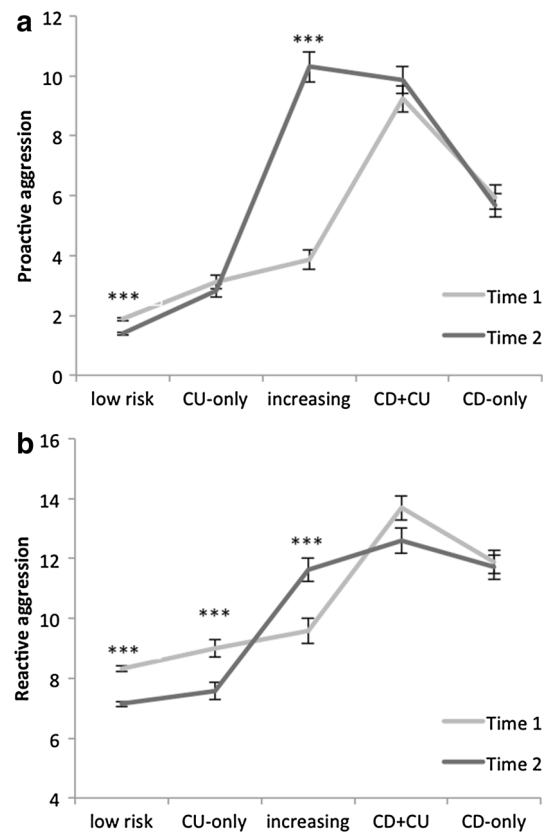 a
12
10
8
6
4
2
0
Proactive aggression
***
***
Time 1
Time 2
low risk CU-only increasing CD+CU CD-only
b
16
14
12
10
8
6
4
Reactive aggression
***
***
***
Time 1
Time 2
low risk CU-only increasing CD+CU CD-only